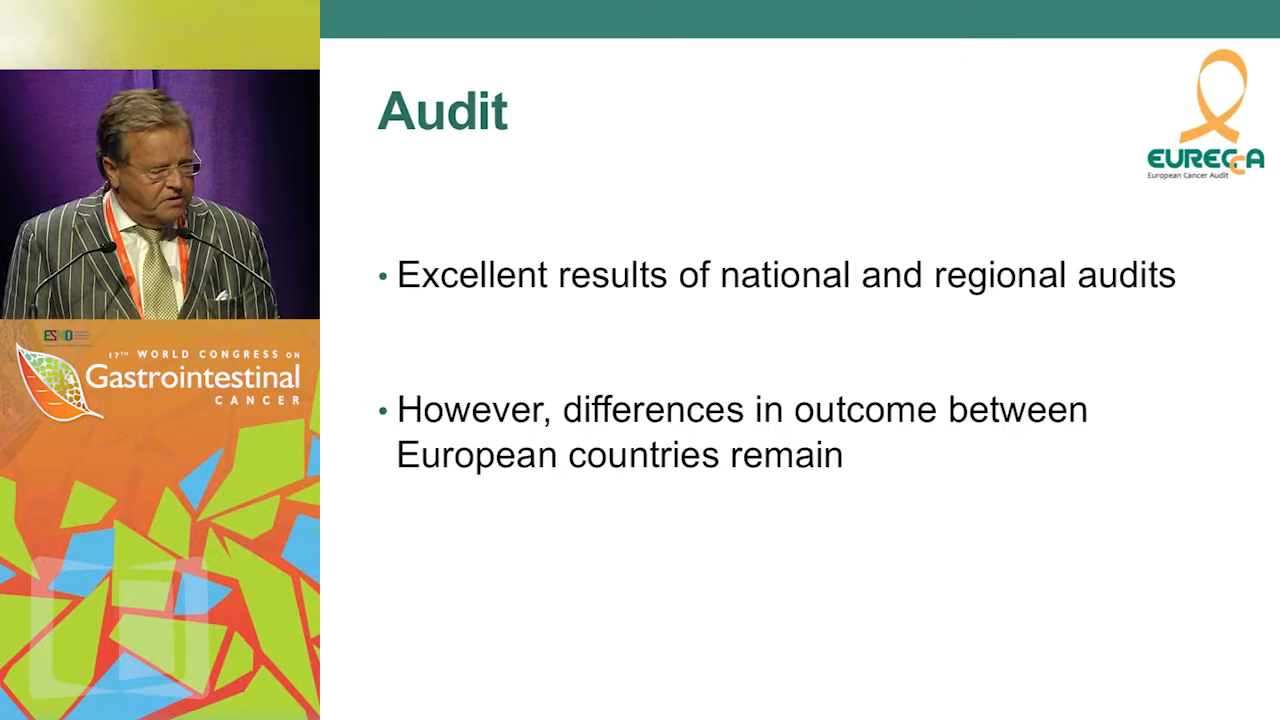 Audit
EURECCA
European Cancer Audit
• Excellent results of national and regional audits
• However, differences in outcome between
European countries remain
ESMO
17TH WORLD CONGRESS ON
Gastrointestinal
CANCER